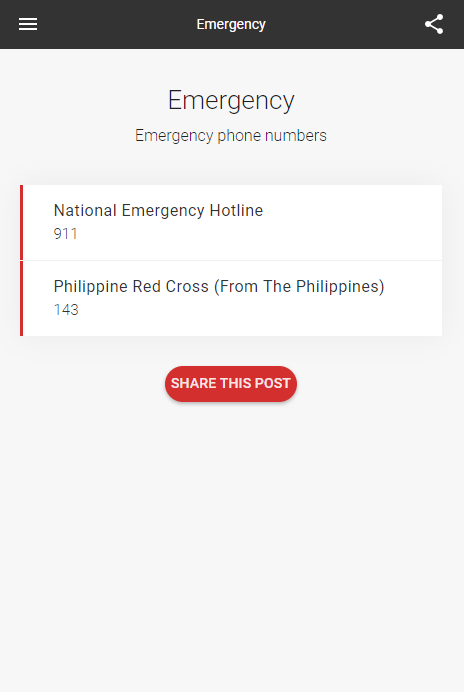 Emergency
Emergency
Emergency phone numbers
National Emergency Hotline
911
Philippine Red Cross (From The Philippines)
143
SHARE THIS POST